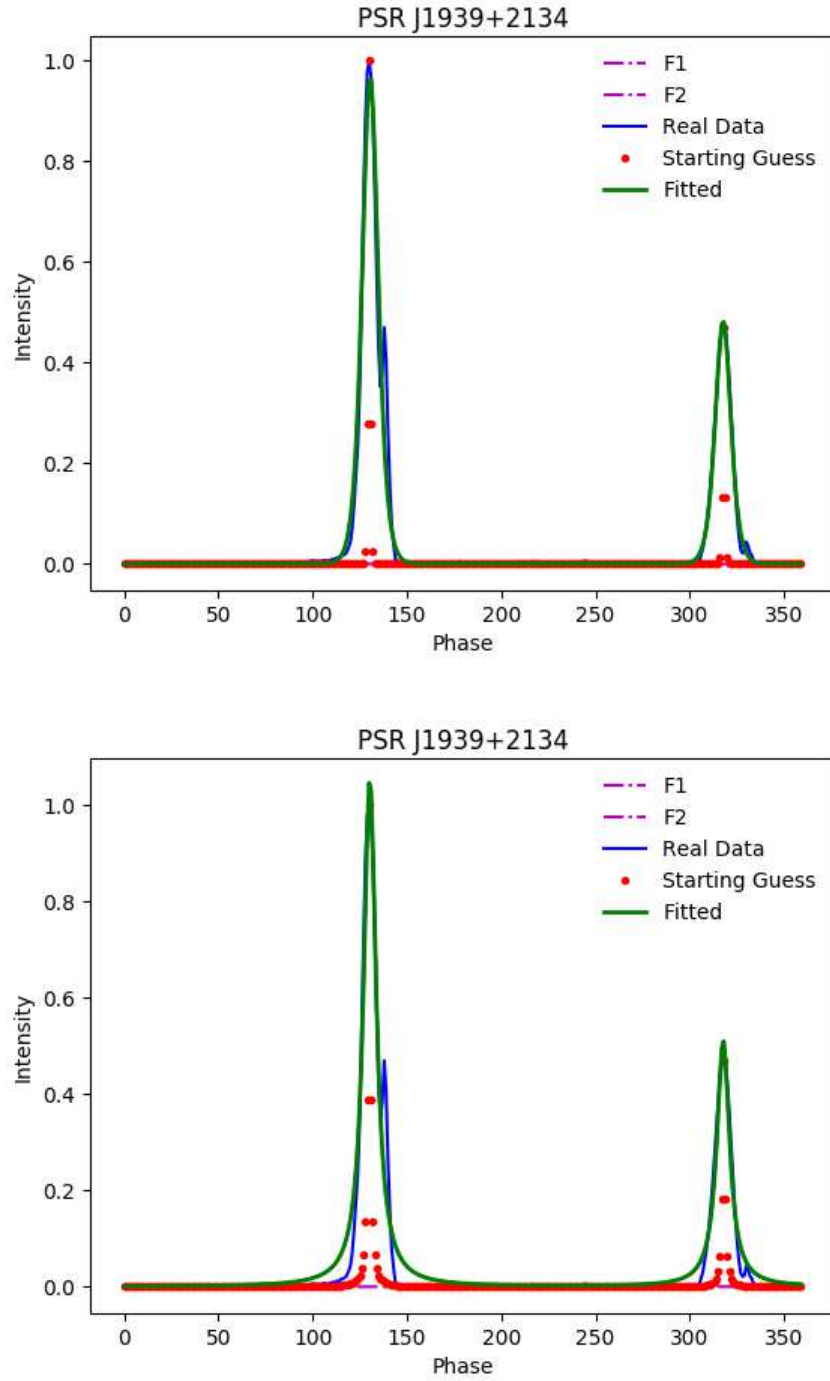 PSR J1939+2134
1.0
0.8
0.6
0.4
0.2
0.0
Intensity
F1
F2
Real Data
Starting Guess
Fitted
0 50 100 150 200 250 300 350
Phase
PSR J1939+2134
1.0
0.8
0.6
0.4
0.2
0.0
Intensity
F1
F2
Real Data
Starting Guess
Fitted
0 50 100 150 200 250 300 350
Phase